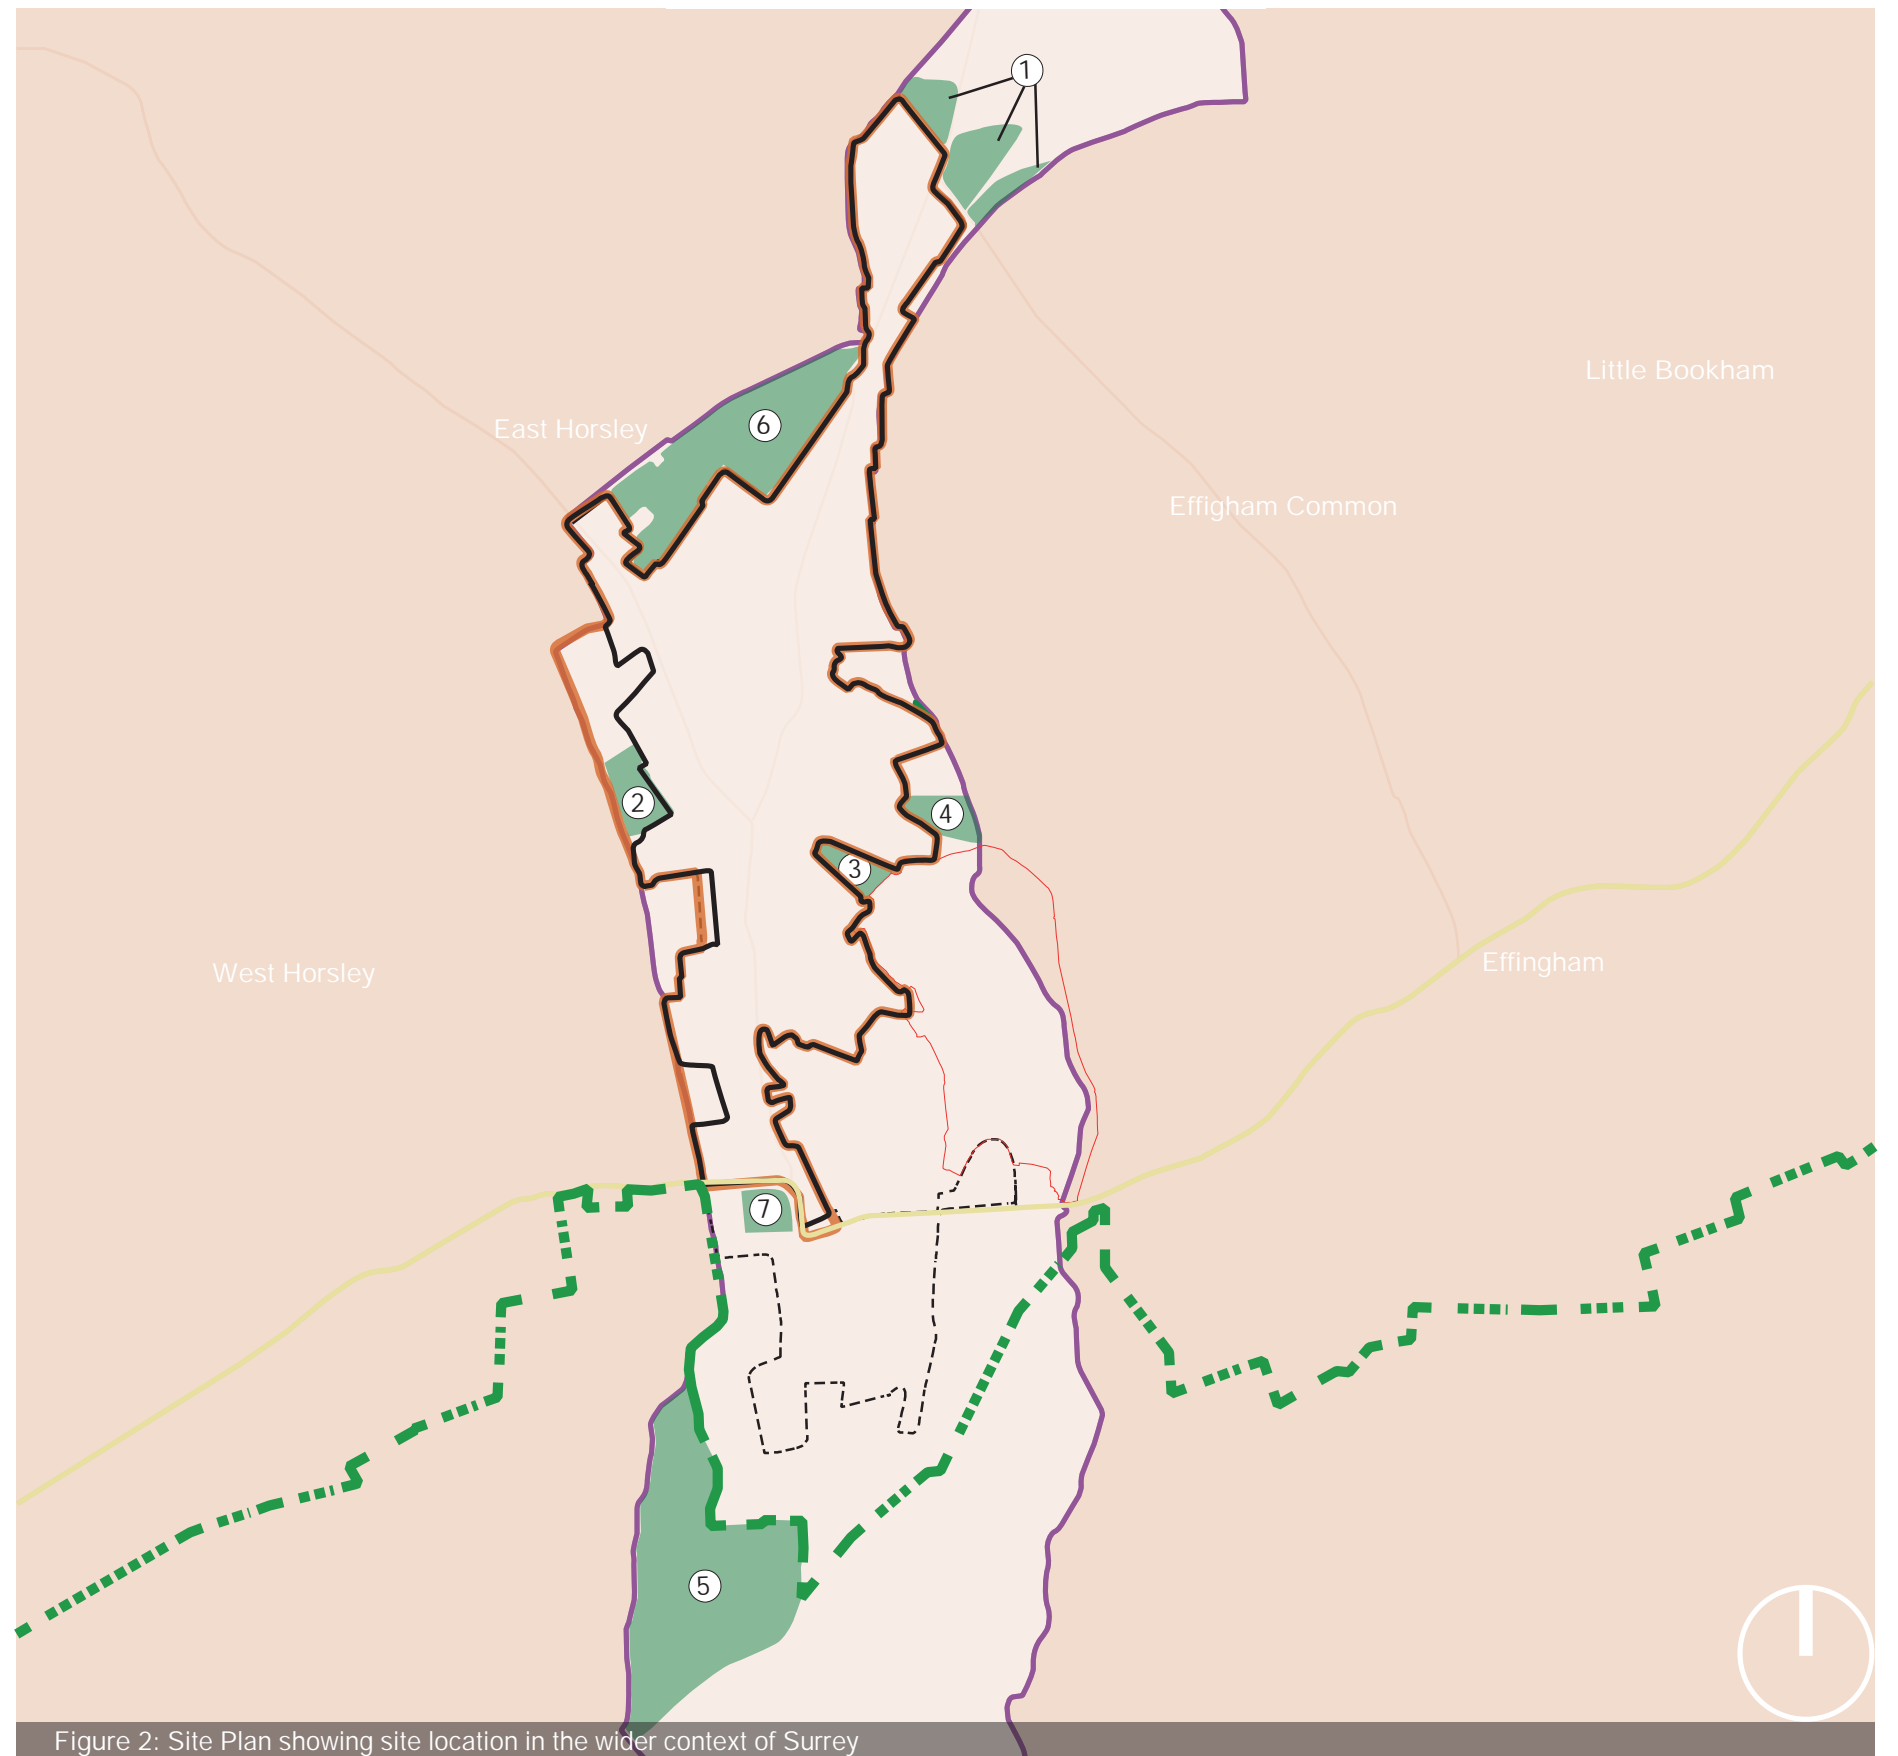 1
Little Bookham
6
East Horsley
Effigham Common
2
4
3
West Horsley
Effingham
7
5
Figure 2: Site Plan showing site location in the wider context of Surrey